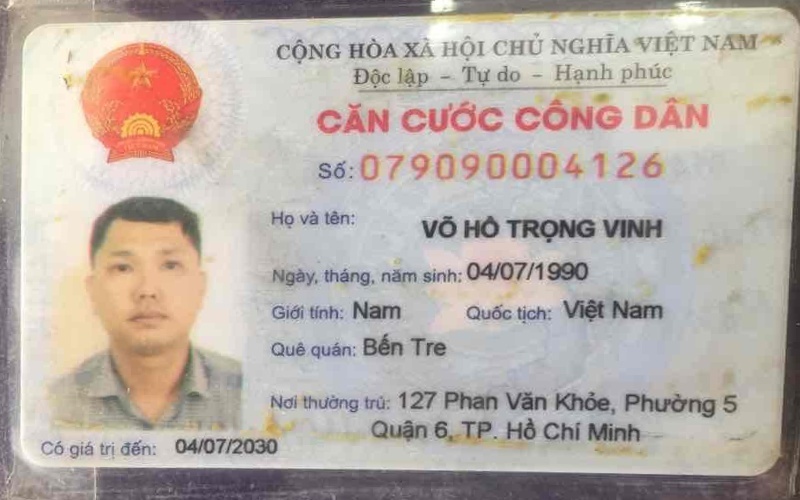 CỘNG HÒA XÃ HỘI CHỦ NGHĨA VIỆT NAM
Độc lập – Tự do – Hạnh phúc
CĂN CƯỚC CÔNG DÂN
Số: 079090004126
Họ và tên: VÕ HỒ TRỌNG VINH
Ngày, tháng, năm sinh: 04/07/1990
Giới tính: Nam Quốc tịch: Việt Nam
Quê quán: Bến Tre
Nơi thường trú: 127 Phan Văn Khỏe, Phường 5
Quận 6, TP. Hồ Chí Minh
Có giá trị đến: 04/07/2030